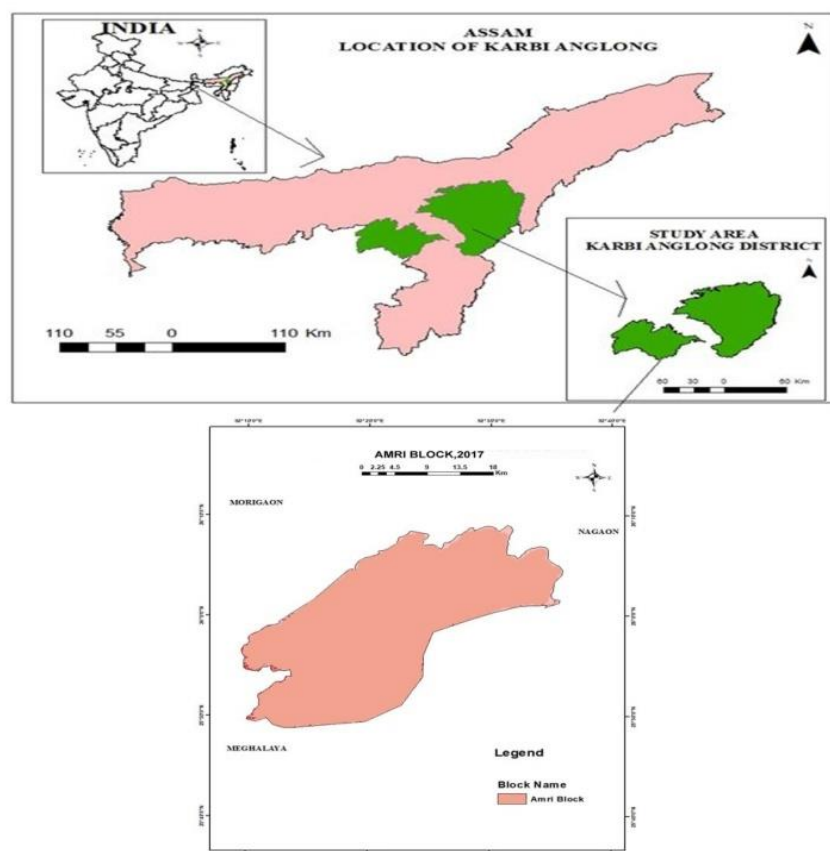 INDIA
ASSAM
LOCATION OF KARBI ANGLONG
N
STUDY AREA
KARBI ANGLONG DISTRICT
N
110 55 0 110 Km
60 30 0 60 Km
AMRI BLOCK,2017
0 2.25 4.5 9 13.5 18
Km
MORIGAON
NAGAON
MEGHALAYA
Legend
Block Name
Amri Block